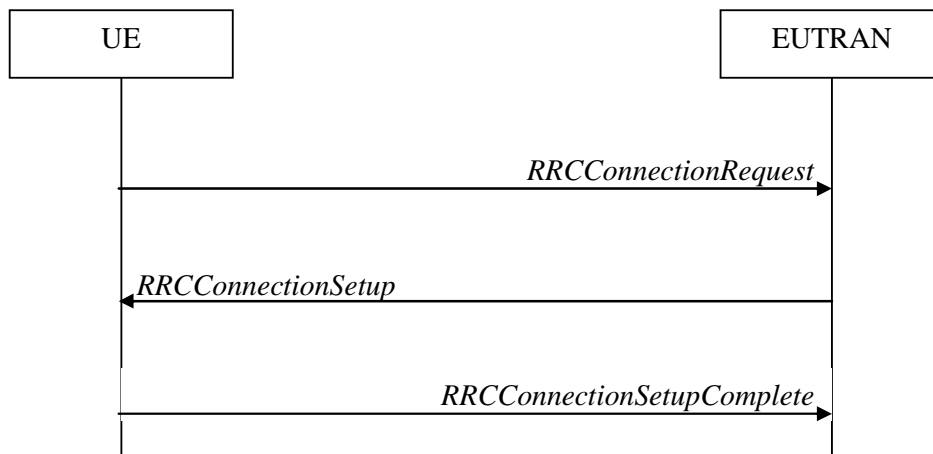 UE
EUTRAN
RRCConnectionRequest
RRCConnectionSetup
RRCConnectionSetupComplete